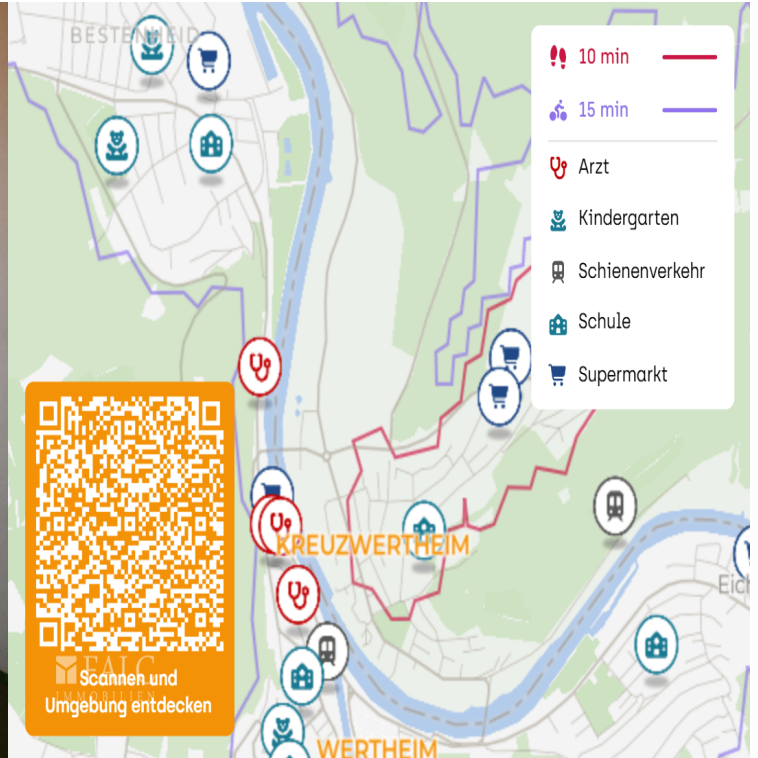 BESTENHEID
10 min
15 min
Arzt
Kindergarten
Schienenverkehr
Schule
Supermarkt
KREUZWERTHEIM
Eich
FALC
IMMOBILIEN
Scannen und
Umgebung entdecken
WERTHEIM